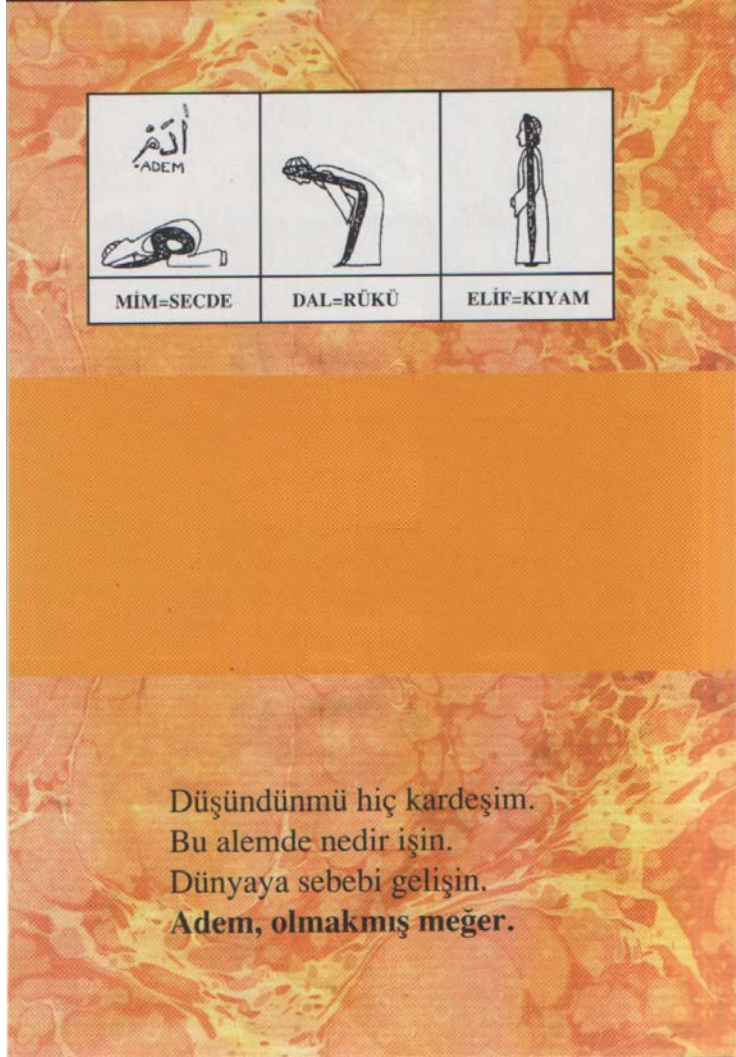 أَدَمْ
ADEM
MİM=SECDE
DAL=RÜKÜ
ELİF=KIYAM
Düşündünmü hiç kardeşim.
Bu alemde nedir işin.
Dünyaya sebebi gelişin.
Adem, olmakmış meğer.